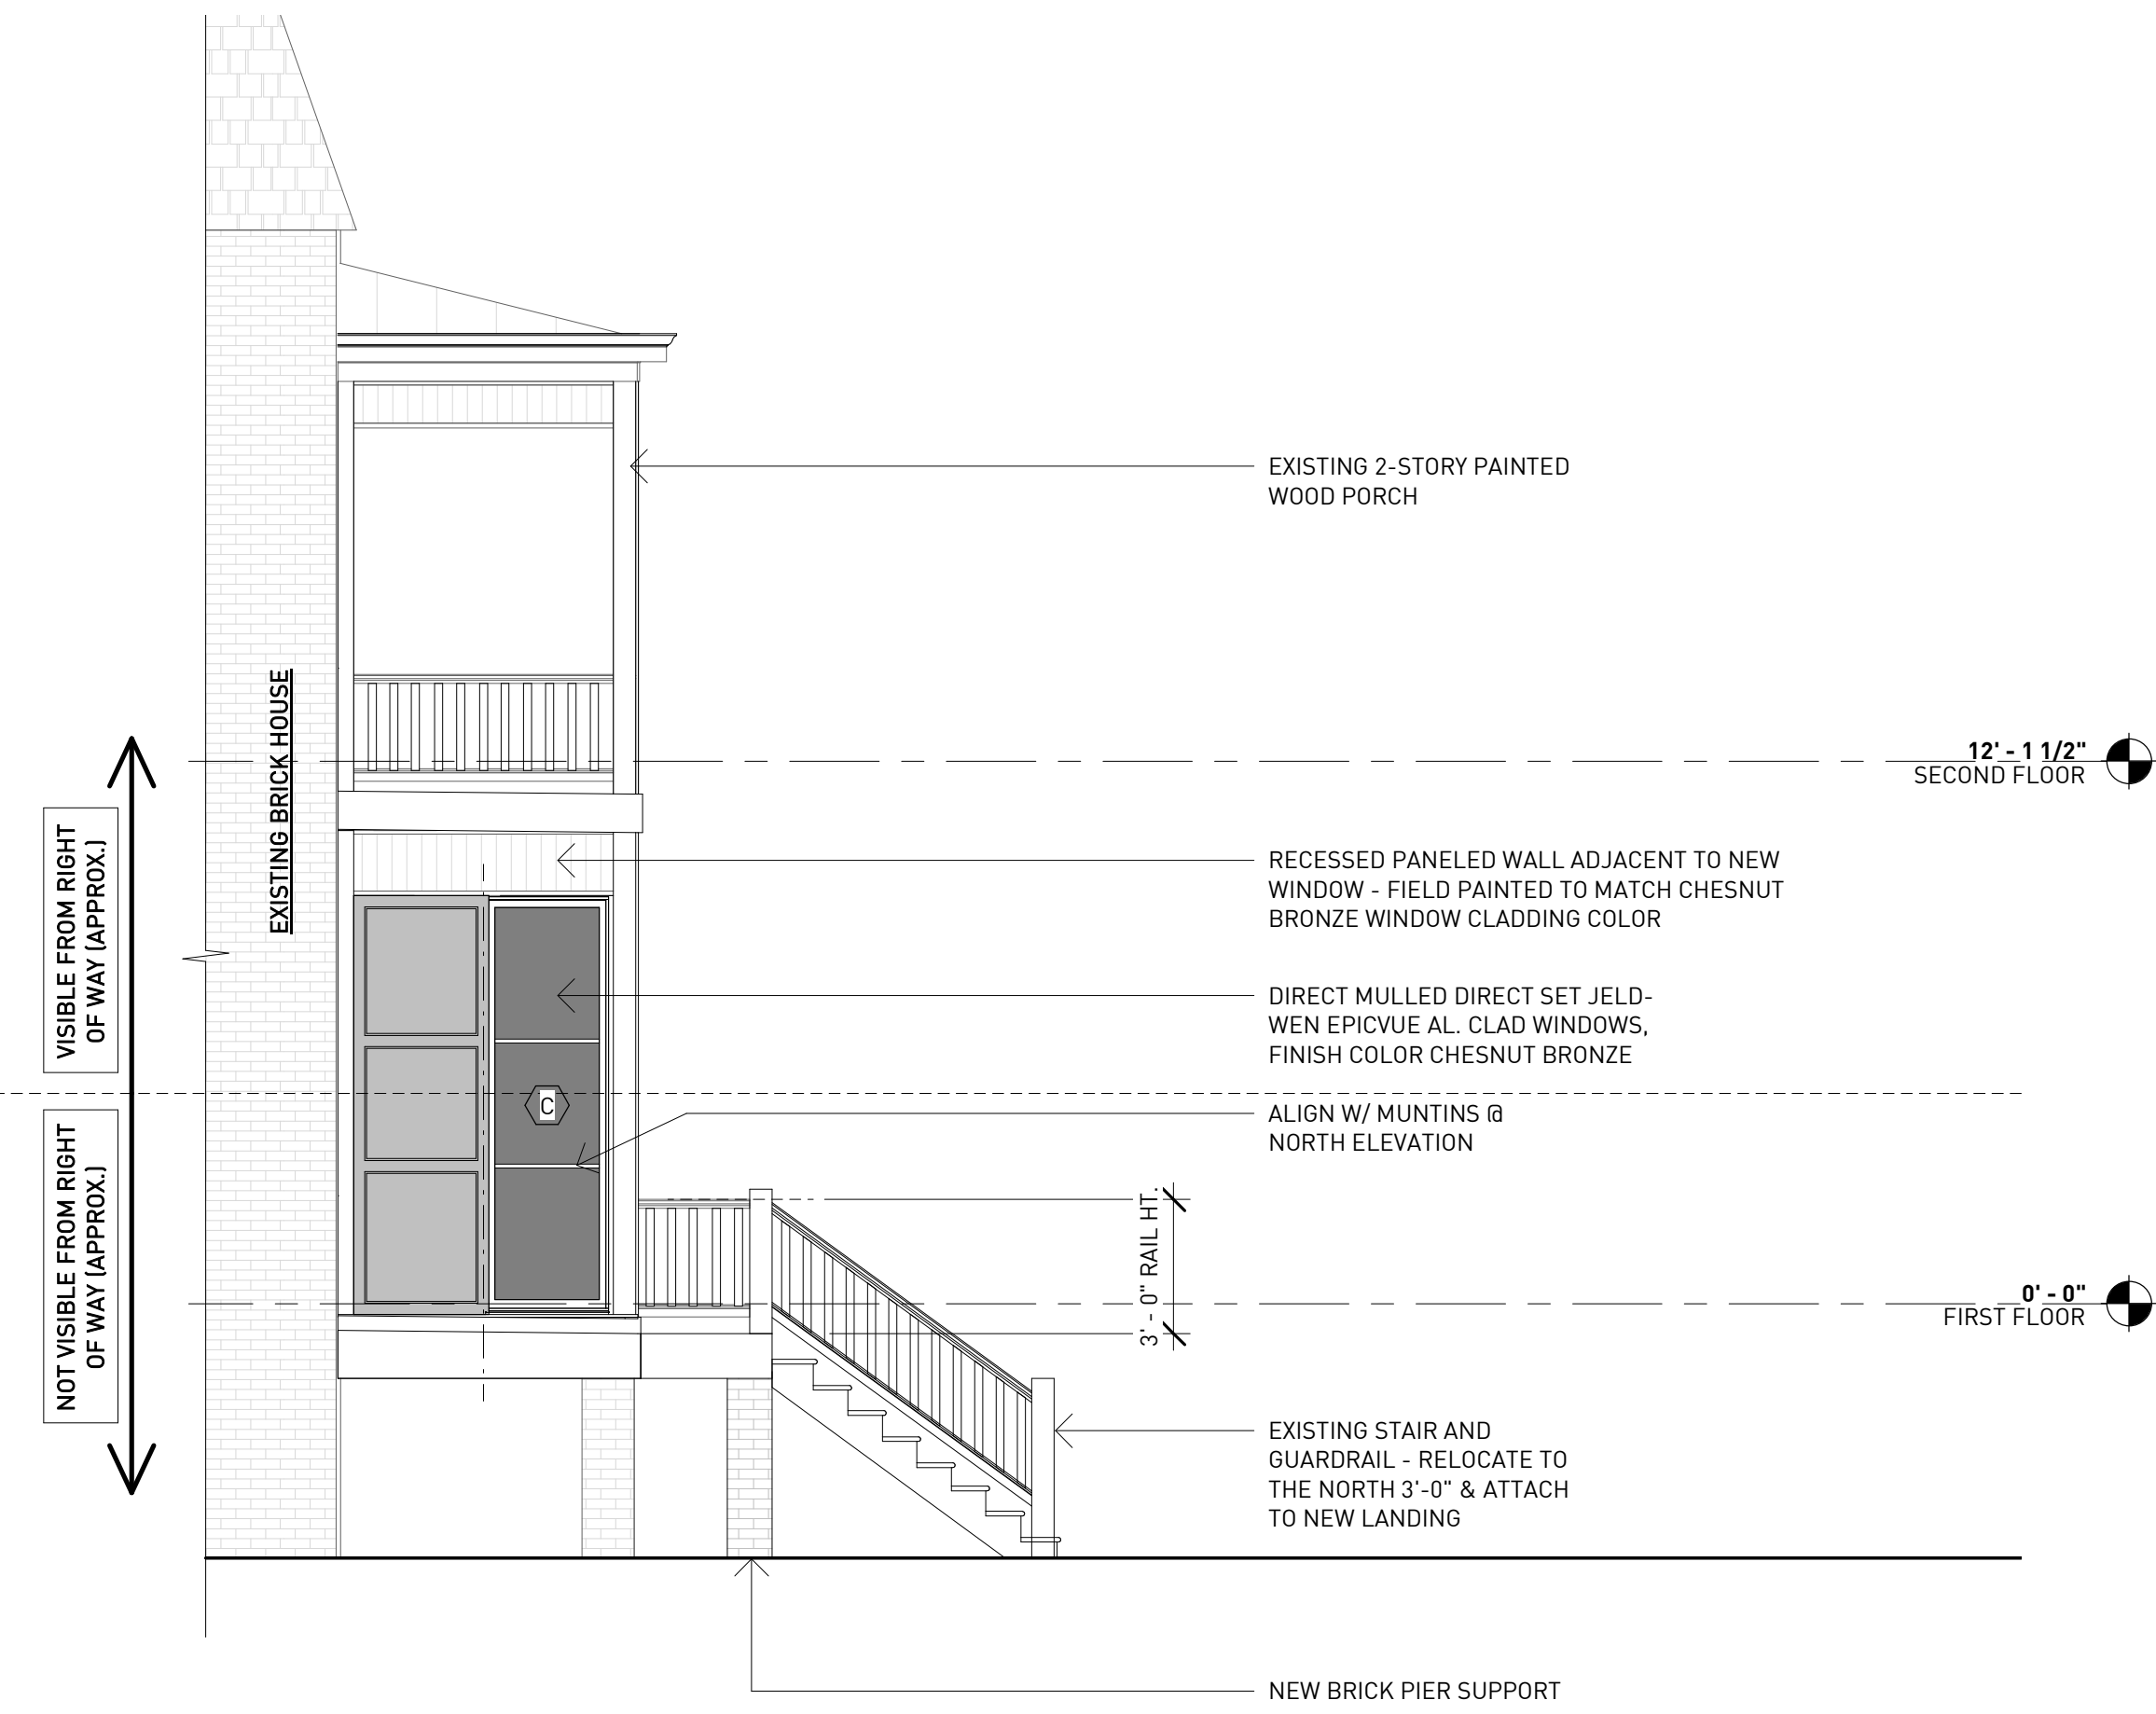 EXISTING 2-STORY PAINTED
WOOD PORCH
EXISTING BRICK HOUSE
12' - 1 1/2"
SECOND FLOOR
VISIBLE FROM RIGHT
OF WAY (APPROX.)
RECESSED PANELED WALL ADJACENT TO NEW
WINDOW - FIELD PAINTED TO MATCH CHESNUT
BRONZE WINDOW CLADDING COLOR
DIRECT MULLED DIRECT SET JELD-
WEN EPICVUE AL. CLAD WINDOWS,
FINISH COLOR CHESNUT BRONZE
C
ALIGN W/ MUNTINS @
NORTH ELEVATION
NOT VISIBLE FROM RIGHT
OF WAY (APPROX.)
3' - 0" RAIL HT.
0' - 0"
FIRST FLOOR
EXISTING STAIR AND
GUARDRAIL - RELOCATE TO
THE NORTH 3'-0" & ATTACH
TO NEW LANDING
NEW BRICK PIER SUPPORT